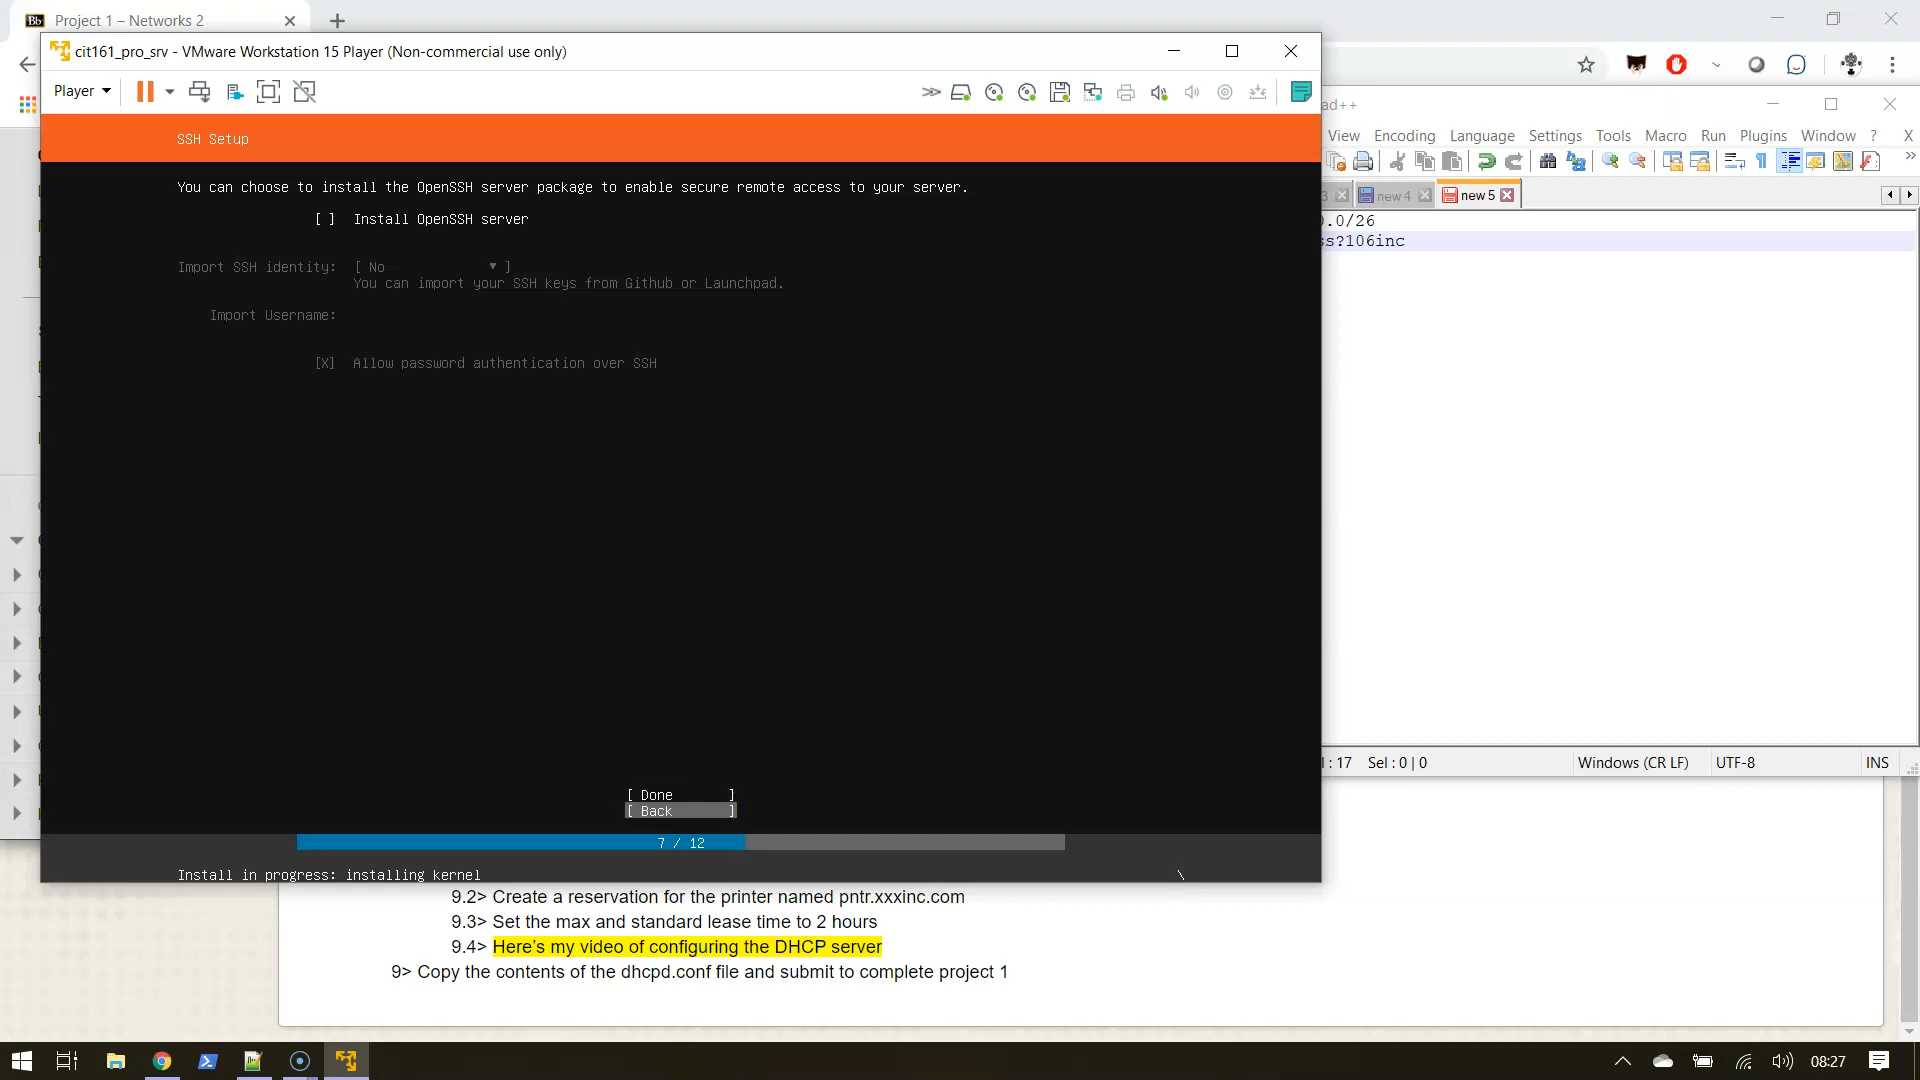 Project 1 – Networks 2
cit161_pro_srv - VMware Workstation 15 Player (Non-commercial use only)
Player
ad++
View Encoding Language Settings Tools Macro Run Plugins Window ? X
new 4 new 5
SSH Setup
You can choose to install the OpenSSH server package to enable secure remote access to your server.
[ ] Install OpenSSH server
Import SSH identity: [ No ▾ ]
You can import your SSH keys from Github or Launchpad.
Import Username:
[X] Allow password authentication over SSH
.0/26
ss?106inc
: 17 Sel : 0 | 0 Windows (CR LF) UTF-8 INS
[ Done ]
[ Back ]
7 / 12
Install in progress: installing kernel \
9.2> Create a reservation for the printer named pntr.xxxinc.com
9.3> Set the max and standard lease time to 2 hours
9.4> Here’s my video of configuring the DHCP server
9> Copy the contents of the dhcpd.conf file and submit to complete project 1
08:27